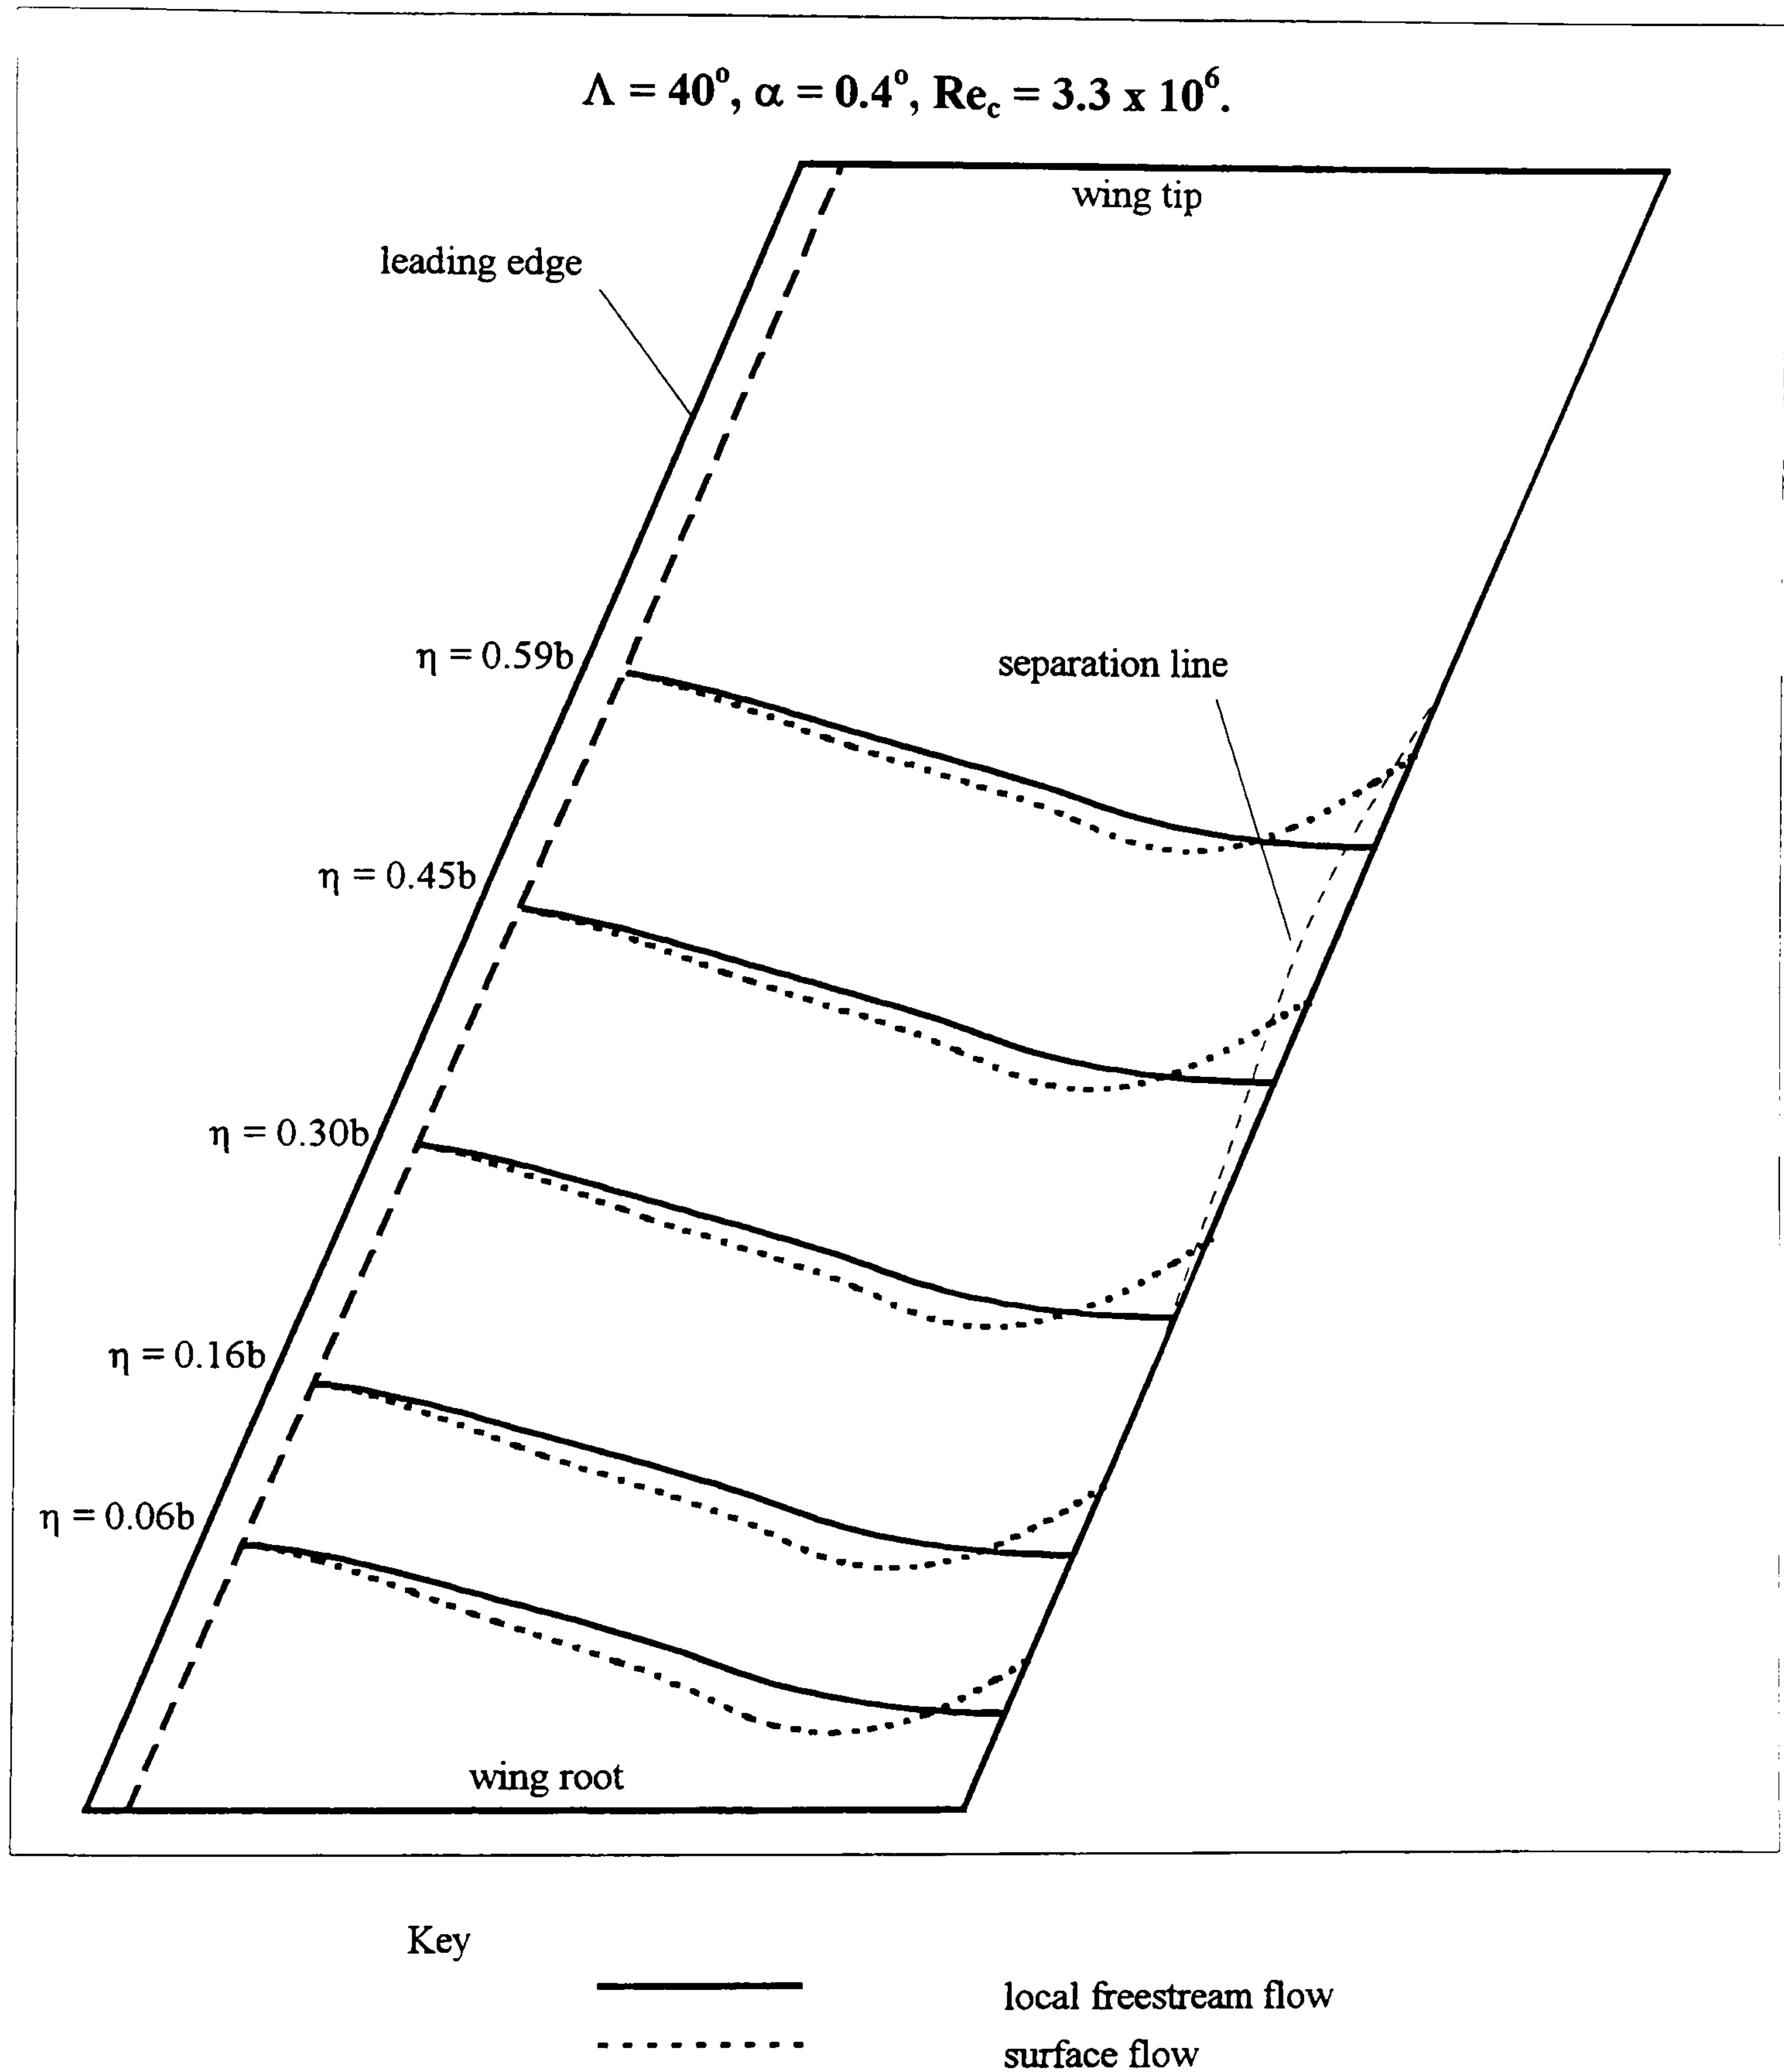 Λ = 40°, α = 0.4°, Re_c = 3.3 x 10⁶.
wing tip
leading edge
η = 0.59b
separation line
η = 0.45b
η = 0.30b
η = 0.16b
η = 0.06b
wing root
Key
local freestream flow
surface flow